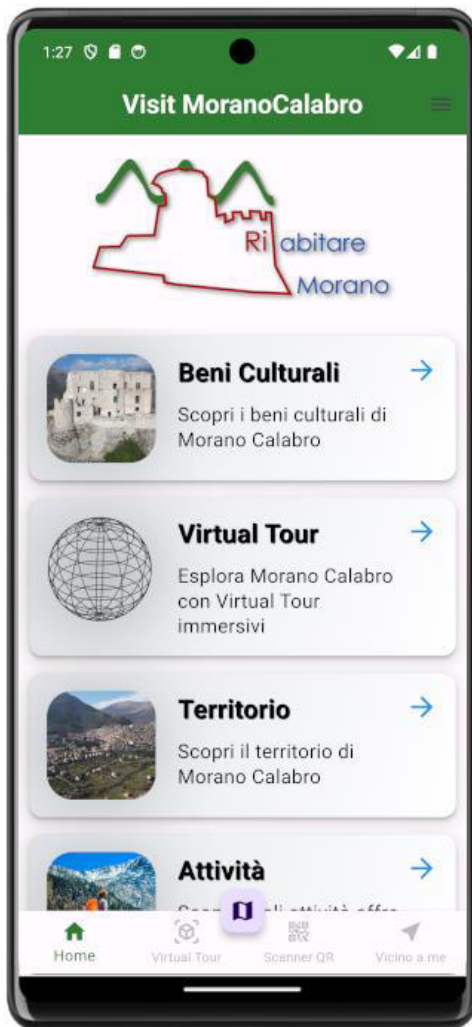 1:27
Visit MoranoCalabro
Ri abitare
Morano
Beni Culturali
Scopri i beni culturali di
Morano Calabro
Virtual Tour
Esplora Morano Calabro
con Virtual Tour
immersivi
Territorio
Scopri il territorio di
Morano Calabro
Attività
Home
Virtual Tour
Scanner QR
Vicino a me